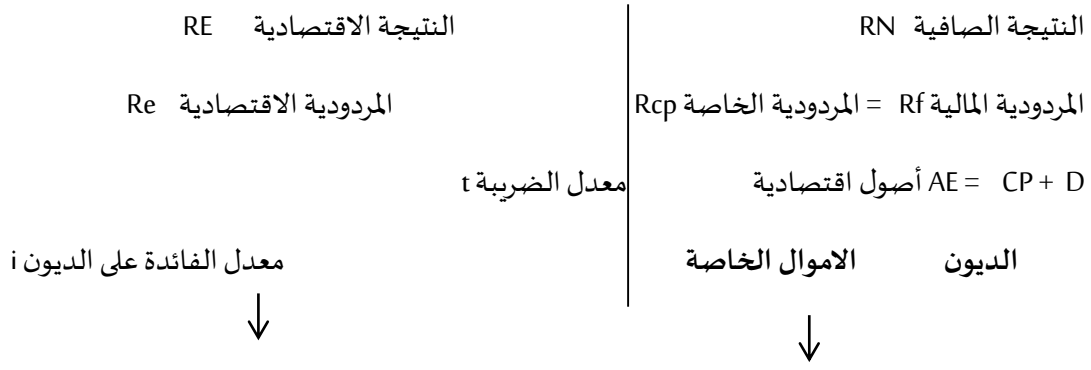 النتيجة الصافية RN النتيجة الاقتصادية RE
المردودية المالية Rf = المردودية الخاصة Rcp المردودية الاقتصادية Re
AE = CP + D أصول اقتصادية معدل الضريبة t
الديون الاموال الخاصة معدل الفائدة على الديون i